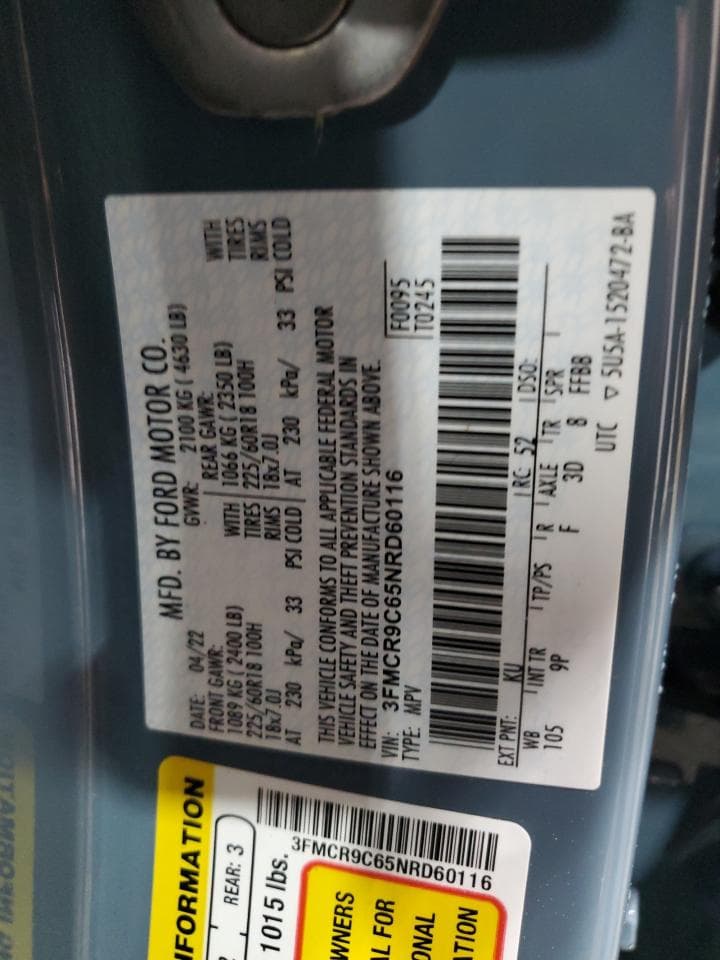 MFD. BY FORD MOTOR CO.
DATE: 04/22 GVWR: 2100 KG ( 4630 LB)
FRONT GAWR: REAR GAWR:
1089 KG ( 2400 LB) WITH 1066 KG ( 2350 LB) WITH
225/60R18 100H TIRES 225/60R18 100H TIRES
18x7.0J RIMS 18x7.0J RIMS
AT 230 kPa/ 33 PSI COLD AT 230 kPa/ 33 PSI COLD
THIS VEHICLE CONFORMS TO ALL APPLICABLE FEDERAL MOTOR
VEHICLE SAFETY AND THEFT PREVENTION STANDARDS IN
EFFECT ON THE DATE OF MANUFACTURE SHOWN ABOVE.
VIN: 3FMCR9C65NRD60116 F0095
TYPE: MPV T0245
EXT PNT: KU RC: 52 DSO:
WB INT TR TP/PS R AXLE TR SPR
105 9P F 3D 8 FFBB
UTC ▽ 5U5A-1520472-BA
NFORMATION
REAR: 3
1015 lbs.
3FMCR9C65NRD60116
WNERS
AL FOR
ONAL
TION